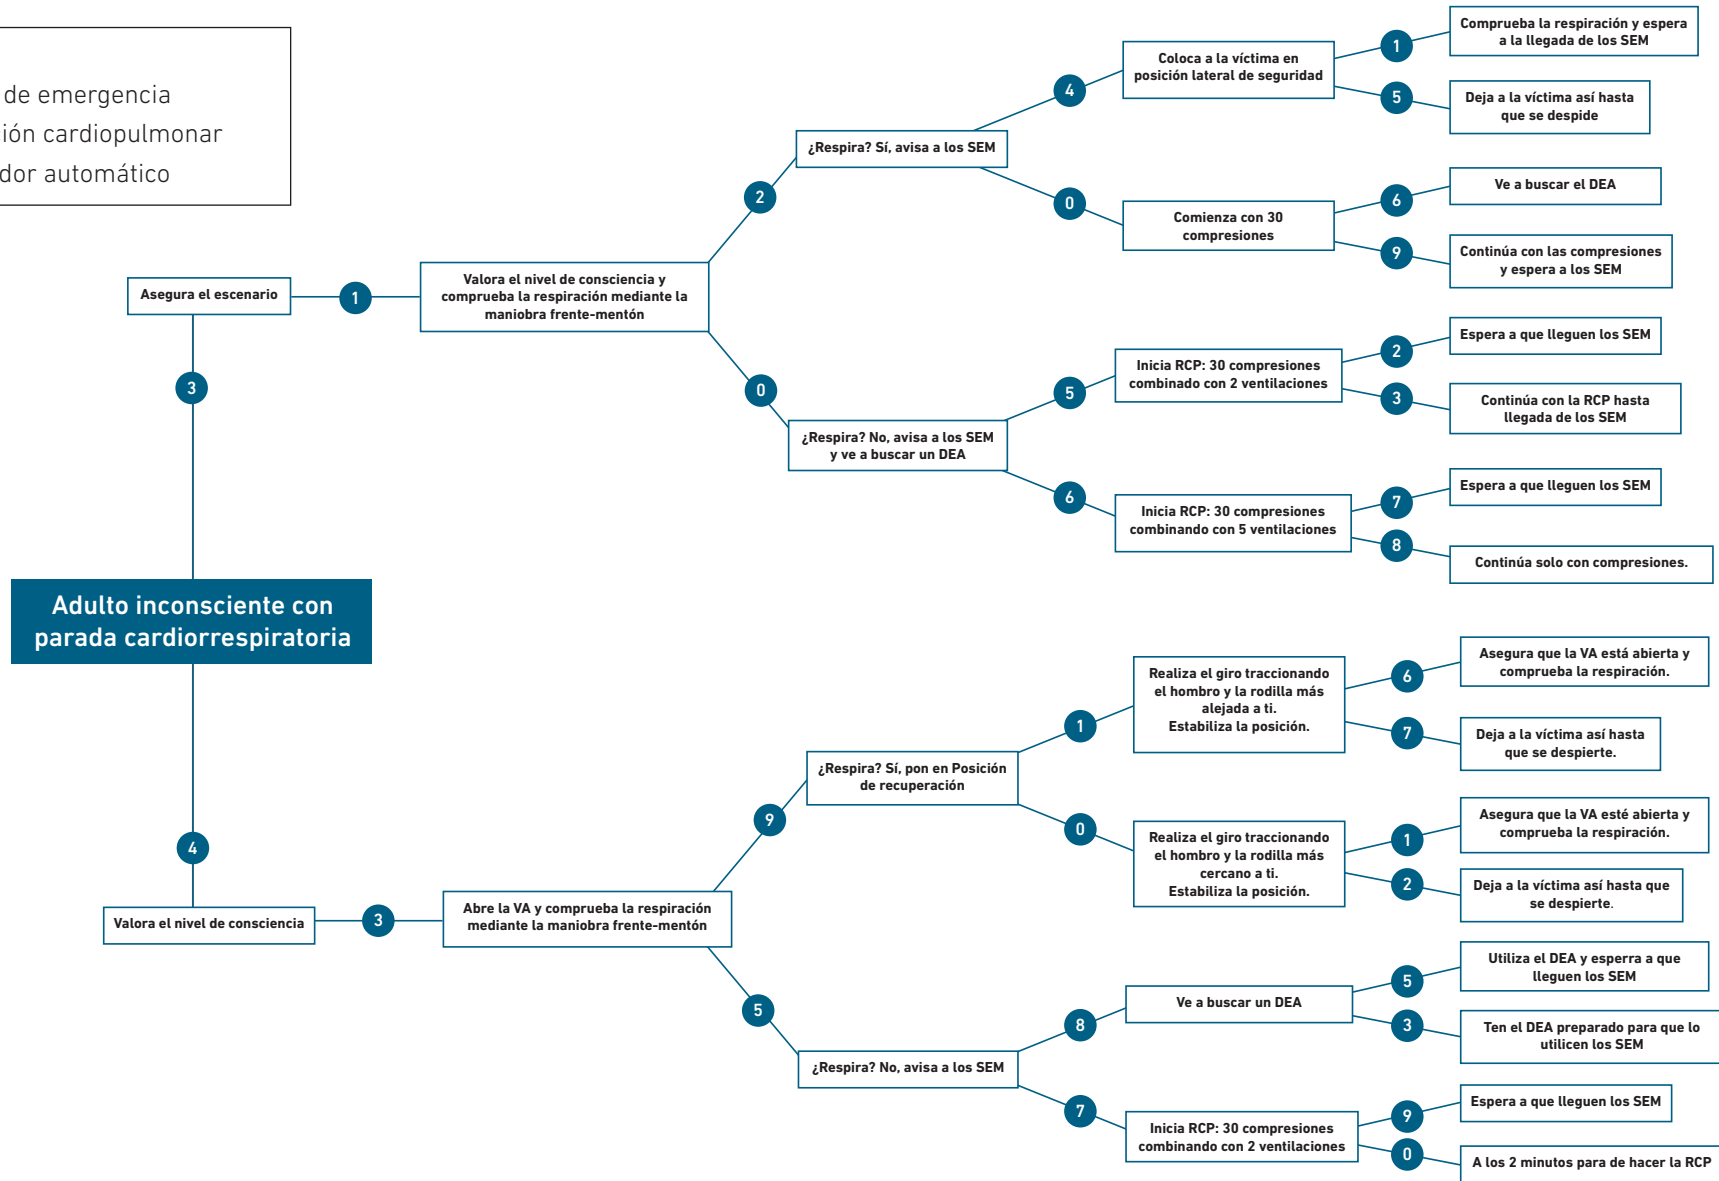 de emergencia
ción cardiopulmonar
dor automático
Adulto inconsciente con
parada cardiorrespiratoria
3
Asegura el escenario
1
Valora el nivel de consciencia y
comprueba la respiración mediante la
maniobra frente-mentón
2
¿Respira? Sí, avisa a los SEM
4
Coloca a la víctima en
posición lateral de seguridad
1
Comprueba la respiración y espera
a la llegada de los SEM
5
Deja a la víctima así hasta
que se despide
0
Comienza con 30
compresiones
6
Ve a buscar el DEA
9
Continúa con las compresiones
y espera a los SEM
0
¿Respira? No, avisa a los SEM
y ve a buscar un DEA
5
Inicia RCP: 30 compresiones
combinado con 2 ventilaciones
2
Espera a que lleguen los SEM
3
Continúa con la RCP hasta
llegada de los SEM
6
Inicia RCP: 30 compresiones
combinando con 5 ventilaciones
7
Espera a que lleguen los SEM
8
Continúa solo con compresiones.
4
Valora el nivel de consciencia
3
Abre la VA y comprueba la respiración
mediante la maniobra frente-mentón
9
¿Respira? Sí, pon en Posición
de recuperación
1
Realiza el giro traccionando
el hombro y la rodilla más
alejada a ti.
Estabiliza la posición.
6
Asegura que la VA está abierta y
comprueba la respiración.
7
Deja a la víctima así hasta
que se despierte.
0
Realiza el giro traccionando
el hombro y la rodilla más
cercano a ti.
Estabiliza la posición.
1
Asegura que la VA esté abierta y
comprueba la respiración.
2
Deja a la víctima así hasta que
se despierte.
5
¿Respira? No, avisa a los SEM
8
Ve a buscar un DEA
5
Utiliza el DEA y esperra a que
lleguen los SEM
3
Ten el DEA preparado para que lo
utilicen los SEM
7
Inicia RCP: 30 compresiones
combinando con 2 ventilaciones
9
Espera a que lleguen los SEM
0
A los 2 minutos para de hacer la RCP